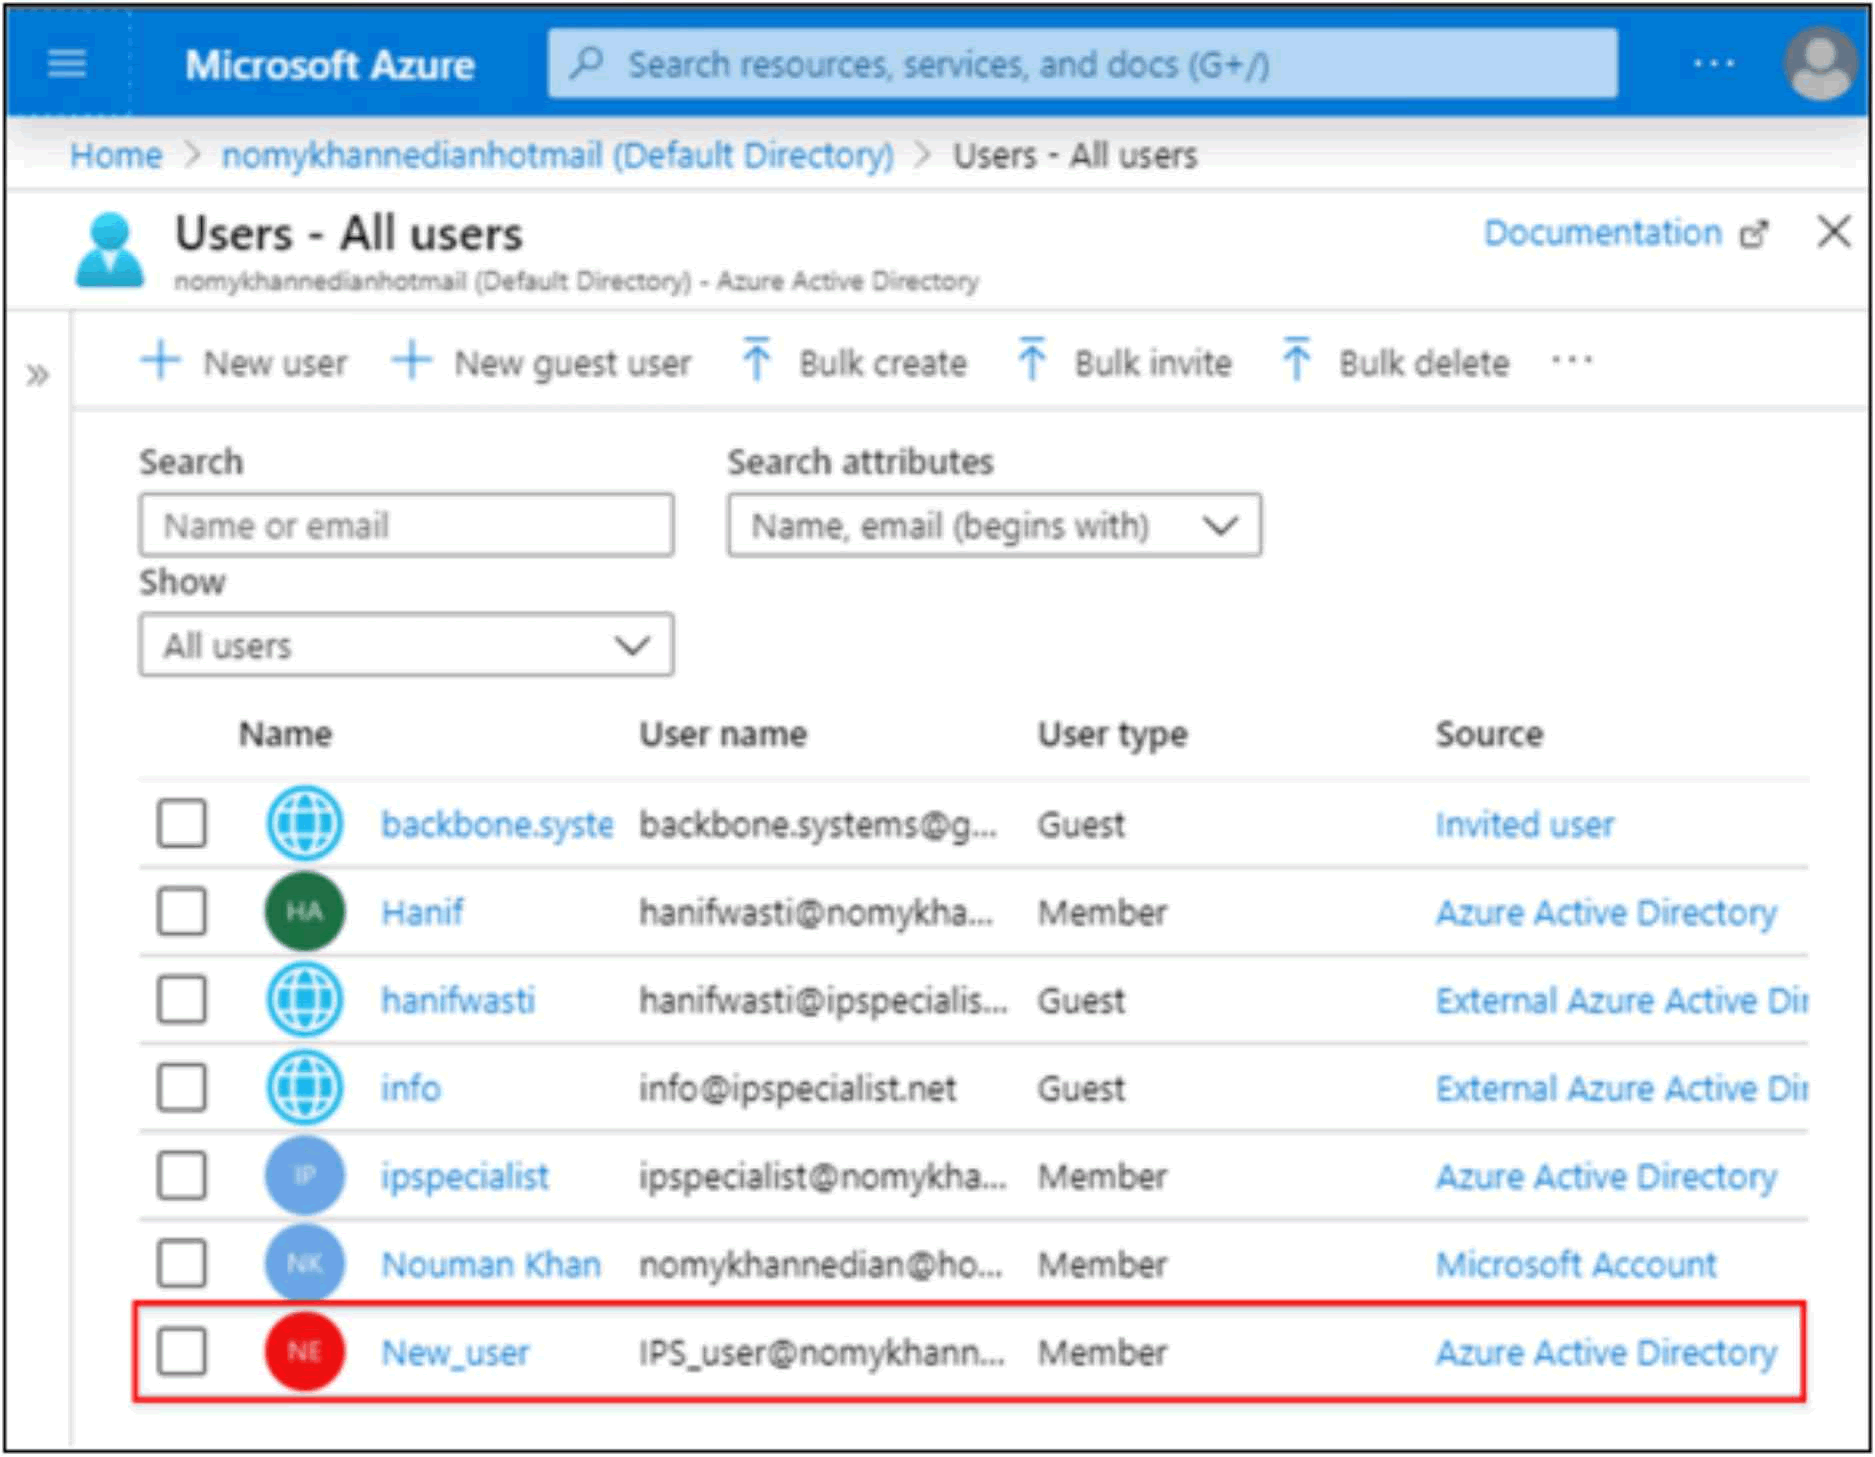 Microsoft Azure
Search resources, services, and docs (G+/)
Home > nomykhannedianhotmail (Default Directory) > Users - All users
Users - All users
Documentation
nomykhannedianhotmail (Default Directory) - Azure Active Directory
New user
New guest user
Bulk create
Bulk invite
Bulk delete
Search
Search attributes
Name or email
Name, email (begins with)
Show
All users
Name User name User type Source
backbone.syste backbone.systems@g... Guest Invited user
HA Hanif hanifwasti@nomykha... Member Azure Active Directory
hanifwasti hanifwasti@ipspecialis... Guest External Azure Active Dir
info info@ipspecialist.net Guest External Azure Active Dir
IP ipspecialist ipspecialist@nomykha... Member Azure Active Directory
NK Nouman Khan nomykhannedian@ho... Member Microsoft Account
NE New_user IPS_user@nomykhann... Member Azure Active Directory